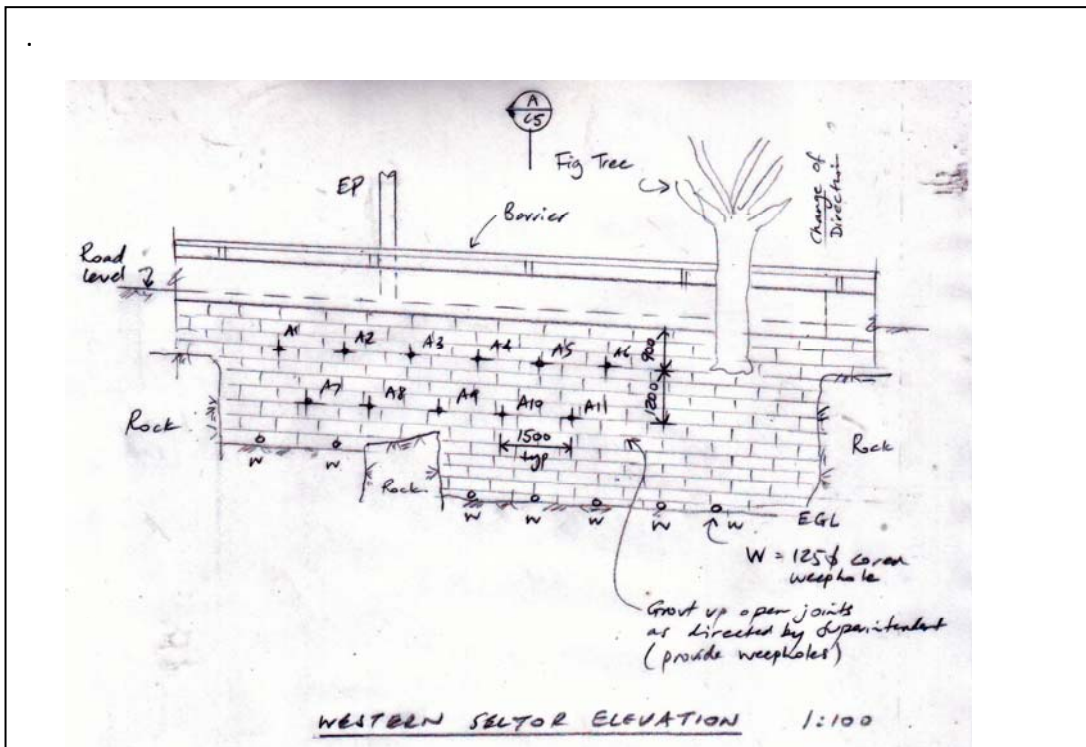 .
A
C5
Fig Tree
EP
Barrier
Change of
Direction
Road
Level
A1
A2
A3
A4
A5
A6
900
A7
A8
A9
A10
A11
1200
1500
typ
Rock
Rock
Rock
W
W
W
W
W
W
W
EGL
W = 125ϕ cored
weephole
Grout up open joints
as directed by Superintendent
(provide weepholes)
WESTERN SECTOR ELEVATION 1:100